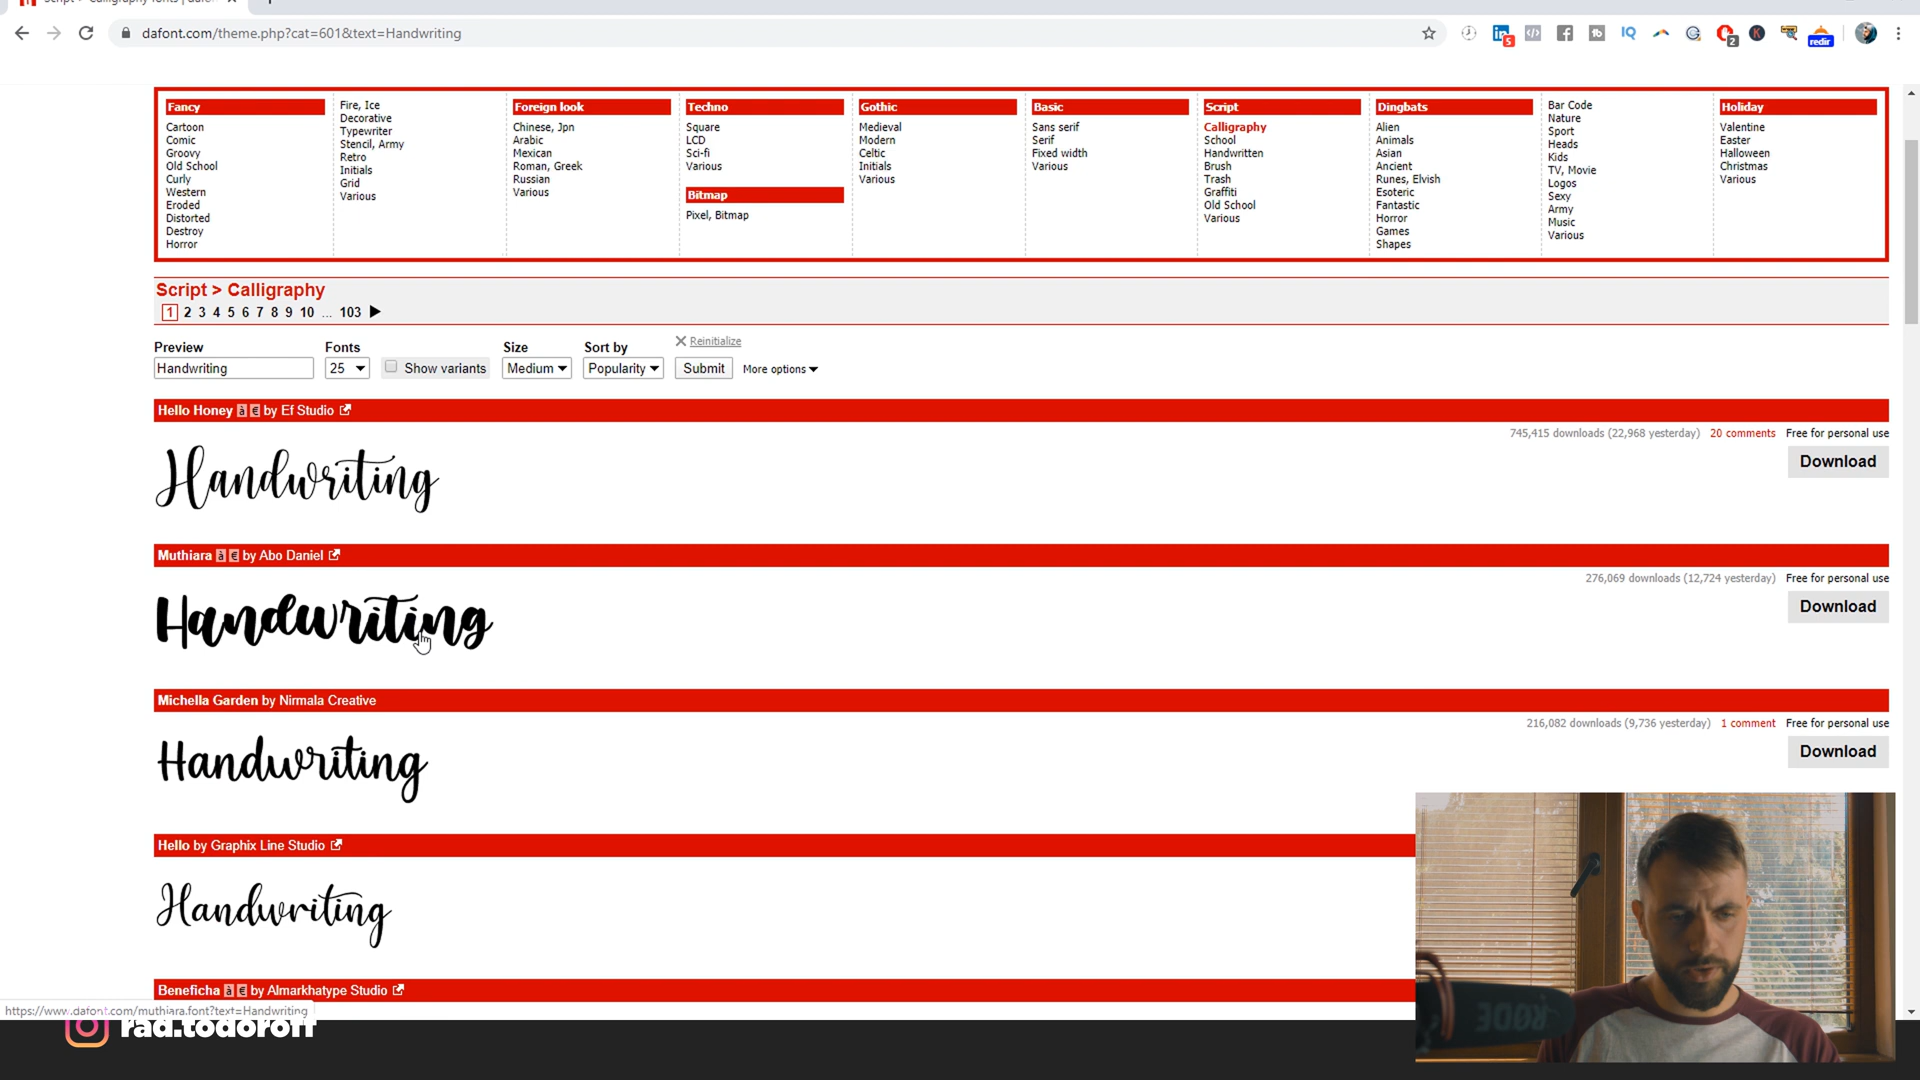 dafont.com/theme.php?cat=601&text=Handwriting
IQ
5
2
K
redir
Fancy
Cartoon
Comic
Groovy
Old School
Curly
Western
Eroded
Distorted
Destroy
Horror
Fire, Ice
Decorative
Typewriter
Stencil, Army
Retro
Initials
Grid
Various
Foreign look
Chinese, Jpn
Arabic
Mexican
Roman, Greek
Russian
Various
Techno
Square
LCD
Sci-fi
Various
Bitmap
Pixel, Bitmap
Gothic
Medieval
Modern
Celtic
Initials
Various
Basic
Sans serif
Serif
Fixed width
Various
Script
Calligraphy
School
Handwritten
Brush
Trash
Graffiti
Old School
Various
Dingbats
Alien
Animals
Asian
Ancient
Runes, Elvish
Esoteric
Fantastic
Horror
Games
Shapes
Bar Code
Nature
Sport
Heads
Kids
TV, Movie
Logos
Sexy
Army
Music
Various
Holiday
Valentine
Easter
Halloween
Christmas
Various
Script > Calligraphy
1 2 3 4 5 6 7 8 9 10 ... 103
Reinitialize
Preview Fonts Size Sort by
Handwriting 25 Show variants Medium Popularity Submit More options
Hello Honey à € by Ef Studio
745,415 downloads (22,968 yesterday) 20 comments Free for personal use
Download
Handwriting
Muthiara à € by Abo Daniel
276,069 downloads (12,724 yesterday) Free for personal use
Download
Handwriting
Michella Garden by Nirmala Creative
216,082 downloads (9,736 yesterday) 1 comment Free for personal use
Download
Handwriting
Hello by Graphix Line Studio
Handwriting
Beneficha à € by Almarkhatype Studio
https://www.dafont.com/muthiara.font?text=Handwriting
rad.todoroff
RODE